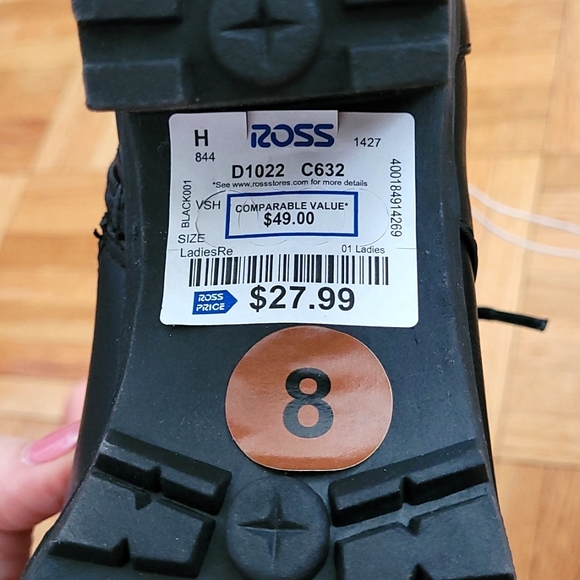 H
844
ROSS
1427
D1022 C632
*See www.rossstores.com for more details
BLACK001
VSH
COMPARABLE VALUE*
$49.00
400184914269
SIZE
LadiesRe
01 Ladies
ROSS
PRICE
$27.99
8